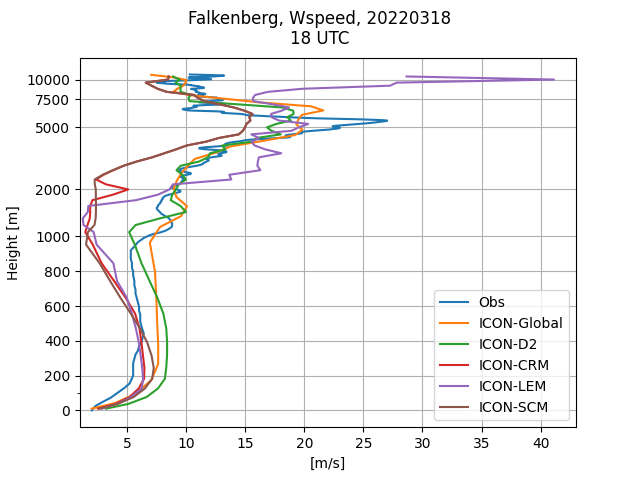 Falkenberg, Wspeed, 20220318
18 UTC
10000
7500
5000
2000
1000
800
600
400
200
0
Height [m]
5
10
15
20
25
30
35
40
[m/s]
Obs
ICON-Global
ICON-D2
ICON-CRM
ICON-LEM
ICON-SCM